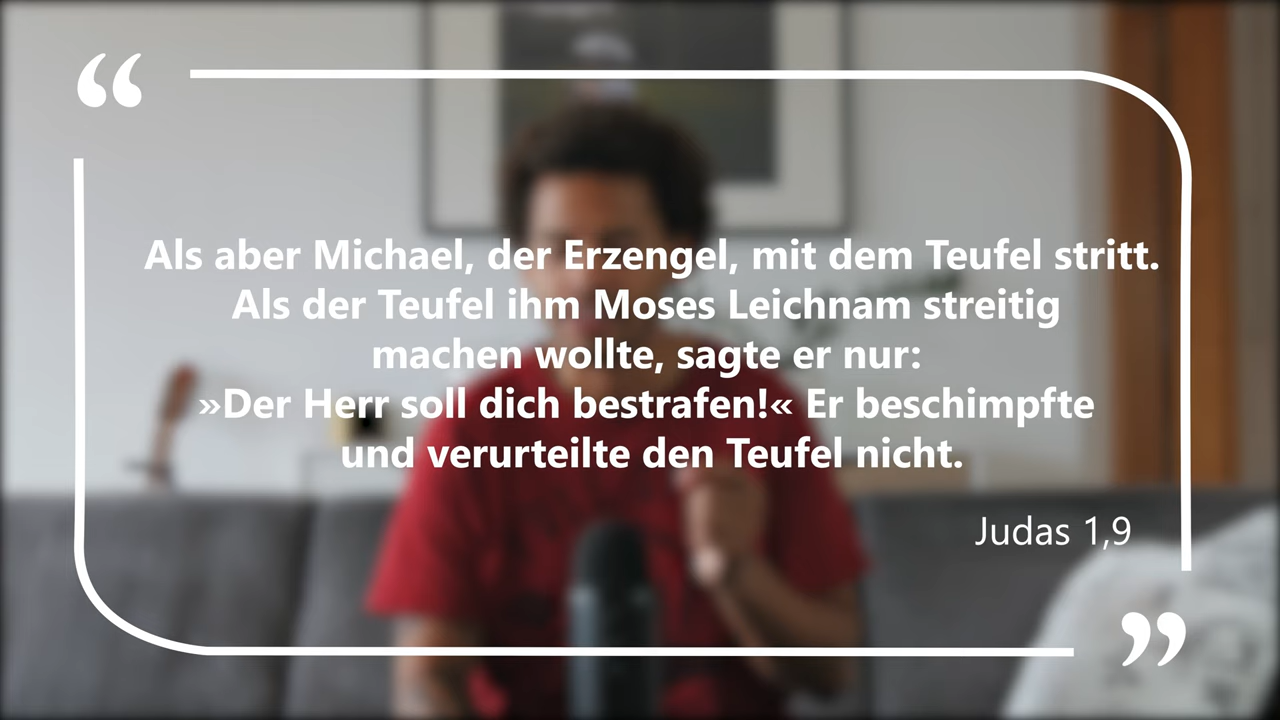 Als aber Michael, der Erzengel, mit dem Teufel stritt.
Als der Teufel ihm Moses Leichnam streitig
machen wollte, sagte er nur:
»Der Herr soll dich bestrafen!« Er beschimpfte
und verurteilte den Teufel nicht.
Judas 1,9